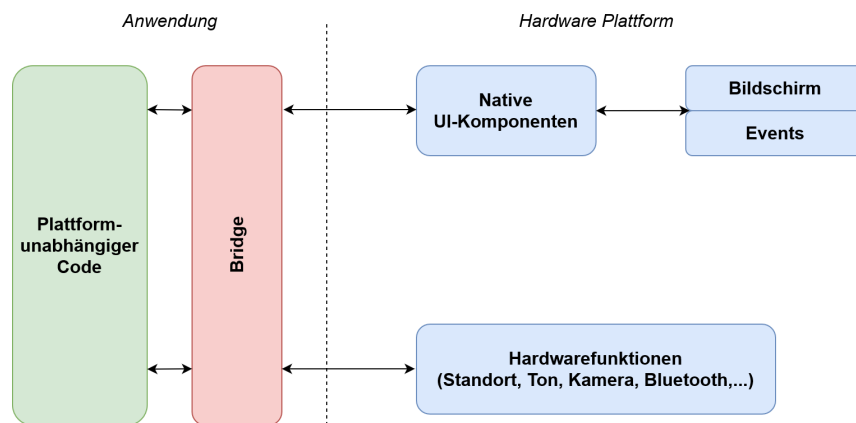 Anwendung
Hardware Plattform
Plattform-
unabhängiger
Code
Bridge
Native
UI-Komponenten
Bildschirm
Events
Hardwarefunktionen
(Standort, Ton, Kamera, Bluetooth,...)